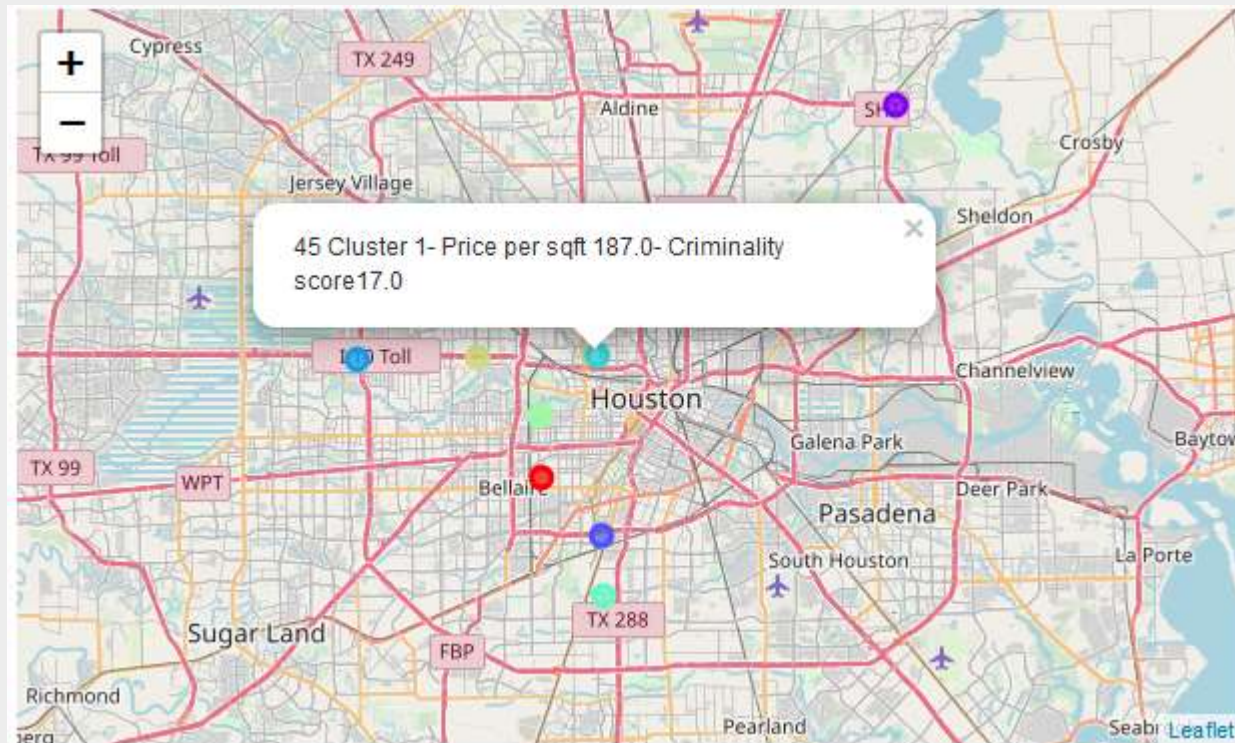 +
Cypress
TX 249
Aldine
−
TX 99 Toll
Crosby
Jersey Village
Sheldon
×
45 Cluster 1- Price per sqft 187.0- Criminality
score17.0
Toll
Channelview
Houston
Galena Park
TX 99
WPT
Bellaire
Deer Park
Pasadena
South Houston
La Porte
TX 288
Sugar Land
FBP
Richmond
Pearland
Leaflet